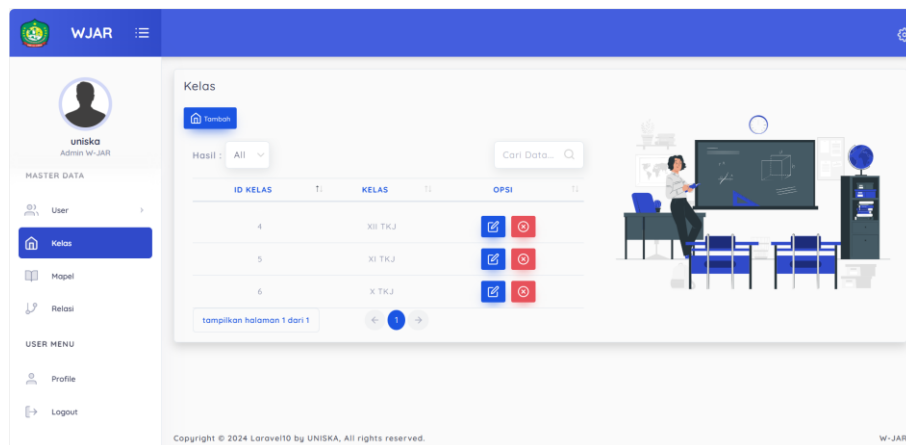 WJAR
uniska
Admin W-JAR
MASTER DATA
User
Kelas
Mapel
Relasi
USER MENU
Profile
Logout
Kelas
Tambah
Hasil : All
Cari Data...
ID KELAS KELAS OPSI
4 XII TKJ
5 XI TKJ
6 X TKJ
tampilkan halaman 1 dari 1
1
Copyright © 2024 Laravel10 by UNISKA, All rights reserved.
W-JAR